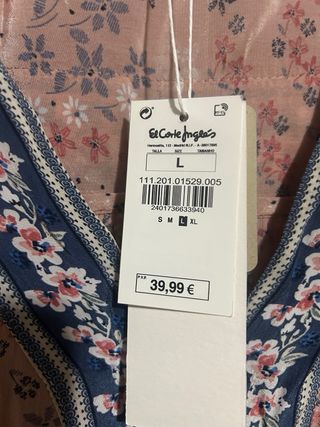 El Corte Inglés
Hermosilla, 112 - Madrid N.I.F. - A - 28017895
TALLA SIZE TAMANHO
L
111.201.01529.005
2401736633940
S M L XL
P.V.P.
39,99 €